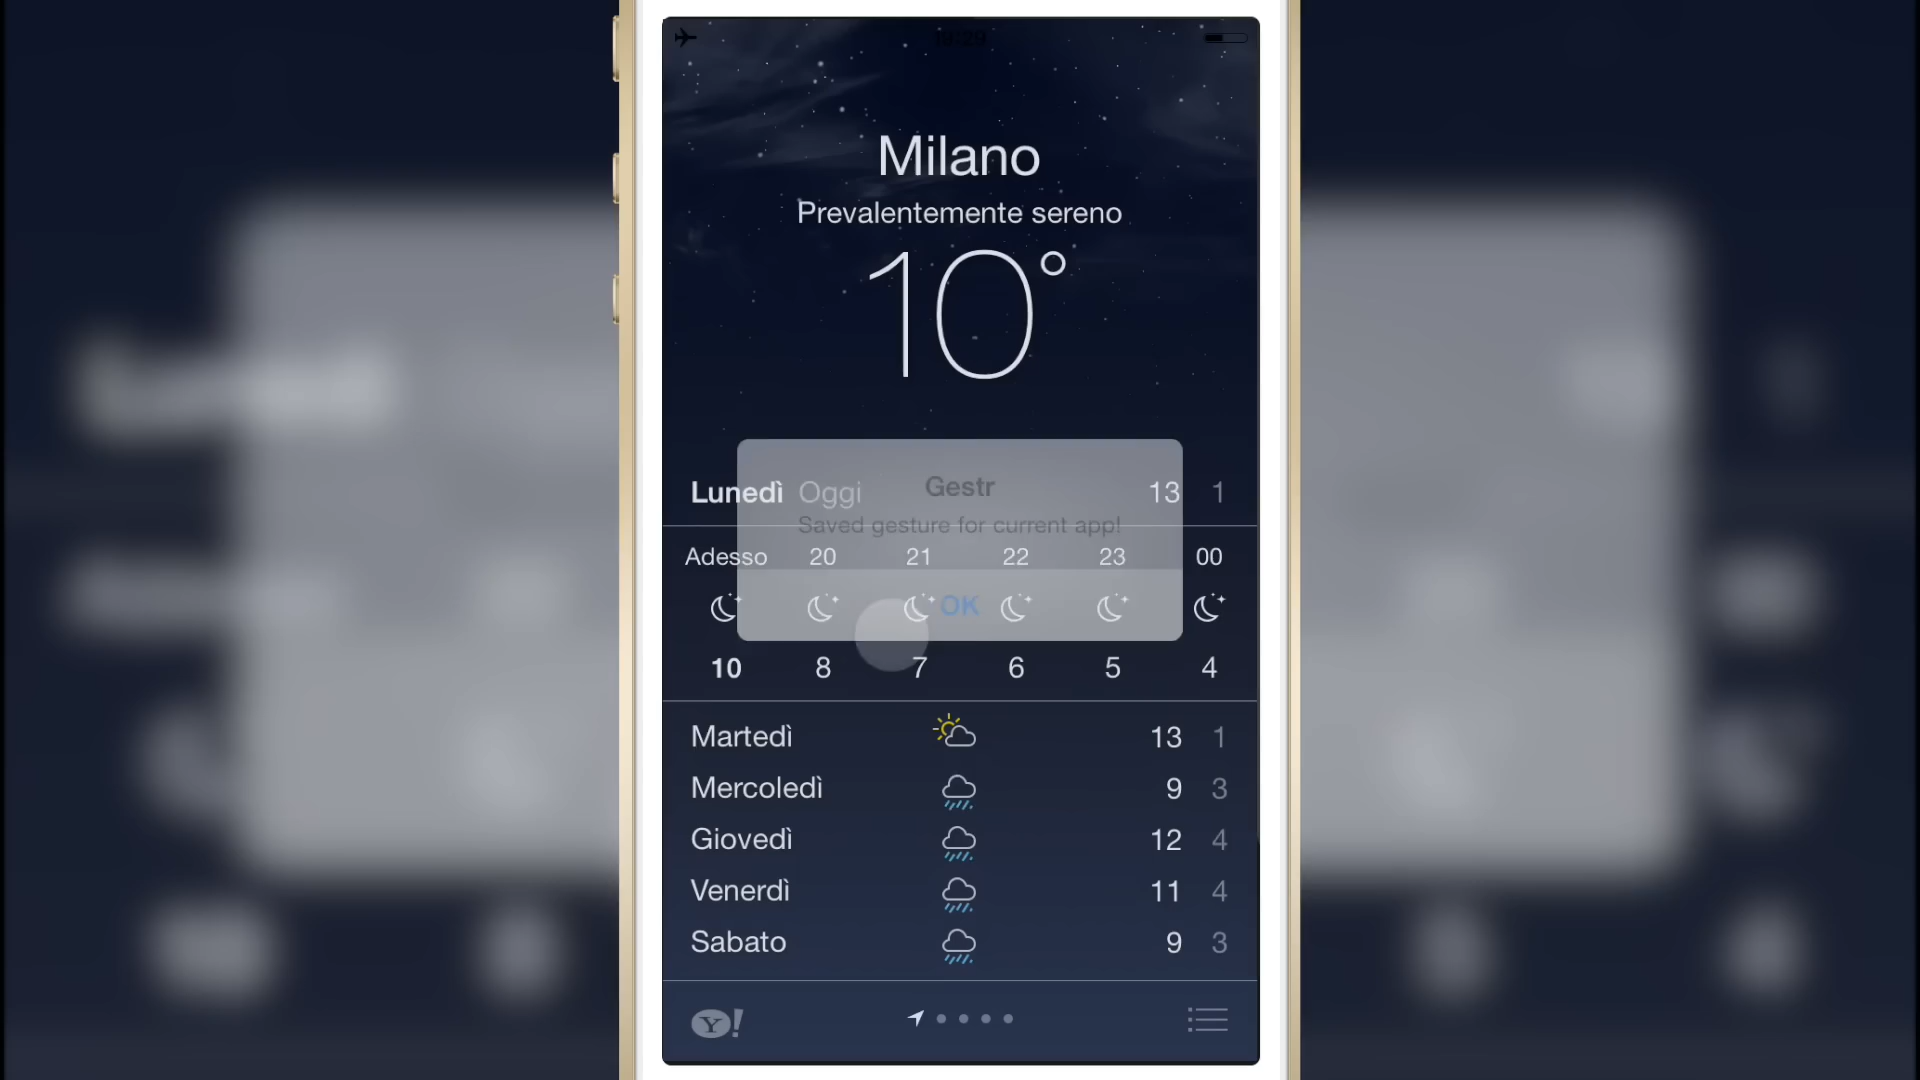 Milano
Prevalentemente sereno
10°
Lunedì Oggi 13 1
Gestr
Saved gesture for current app!
Adesso 20 21 22 23 00
OK
10 8 7 6 5 4
Martedì 13 1
Mercoledì 9 3
Giovedì 12 4
Venerdì 11 4
Sabato 9 3
Y!